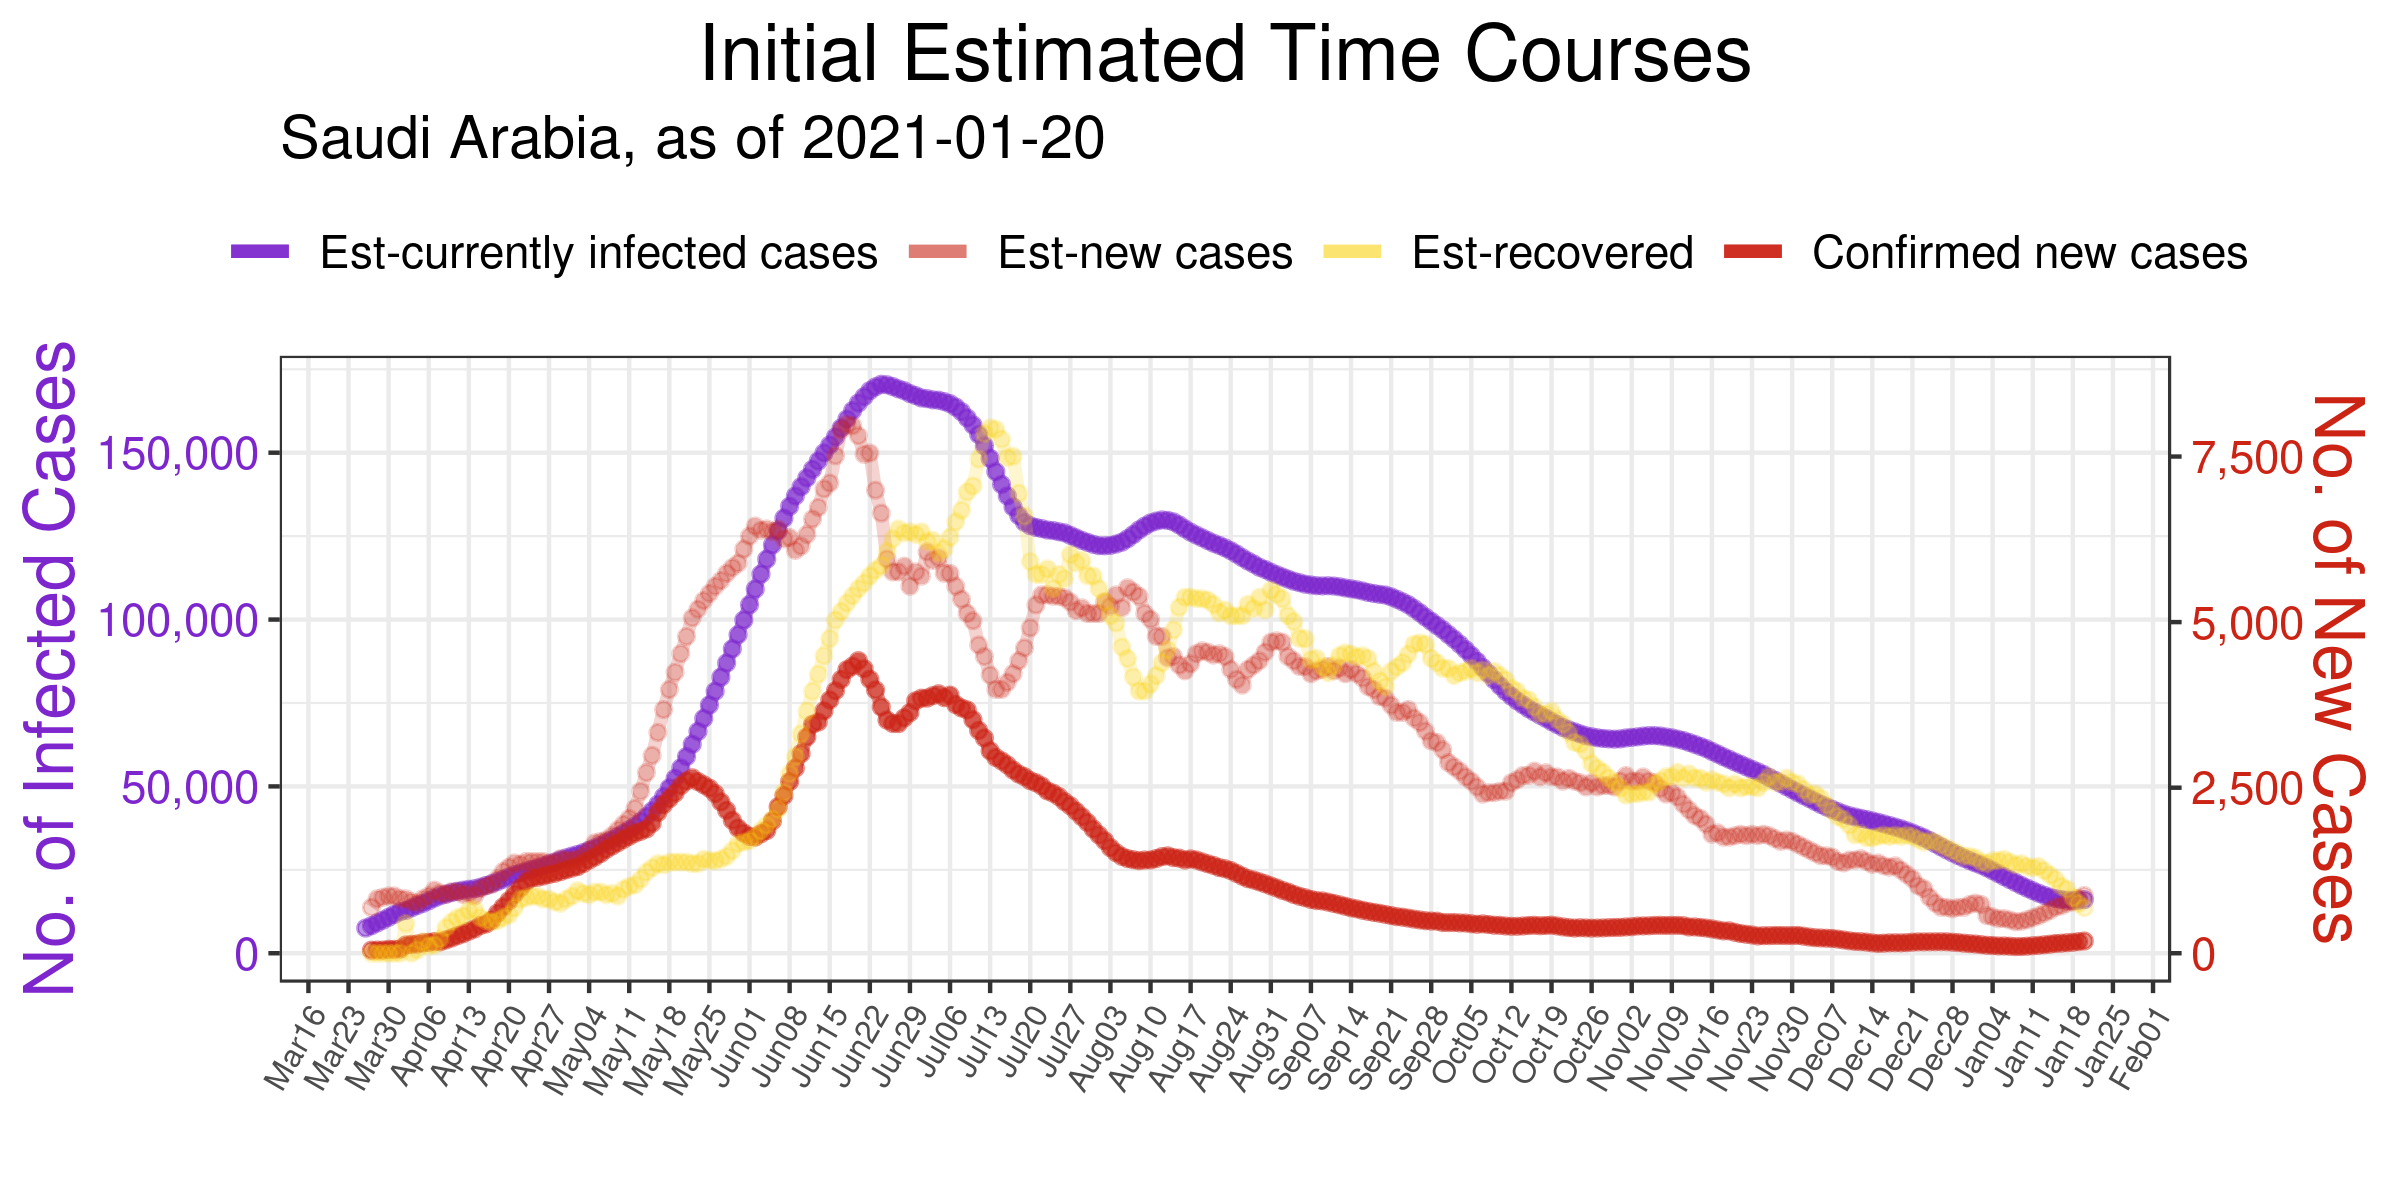 Initial Estimated Time Courses
Saudi Arabia, as of 2021-01-20
Est-currently infected cases Est-new cases Est-recovered Confirmed new cases
No. of Infected Cases
150,000
100,000
50,000
0
7,500
5,000
2,500
0
No. of New Cases
Mar16 Mar23 Mar30 Apr06 Apr13 Apr20 Apr27 May04 May11 May18 May25 Jun01 Jun08 Jun15 Jun22 Jun29 Jul06 Jul13 Jul20 Jul27 Aug03 Aug10 Aug17 Aug24 Aug31 Sep07 Sep14 Sep21 Sep28 Oct05 Oct12 Oct19 Oct26 Nov02 Nov09 Nov16 Nov23 Nov30 Dec07 Dec14 Dec21 Dec28 Jan04 Jan11 Jan18 Jan25 Feb01